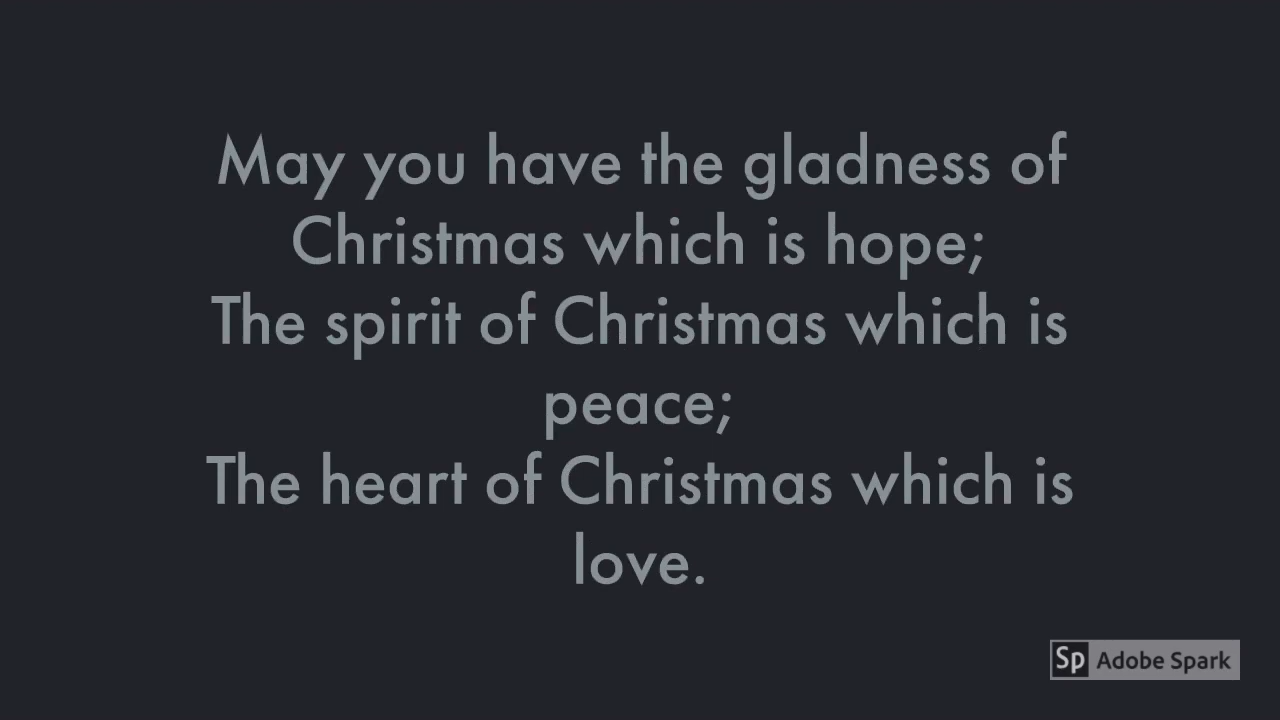 May you have the gladness of
Christmas which is hope;
The spirit of Christmas which is
peace;
The heart of Christmas which is
love.
Sp Adobe Spark